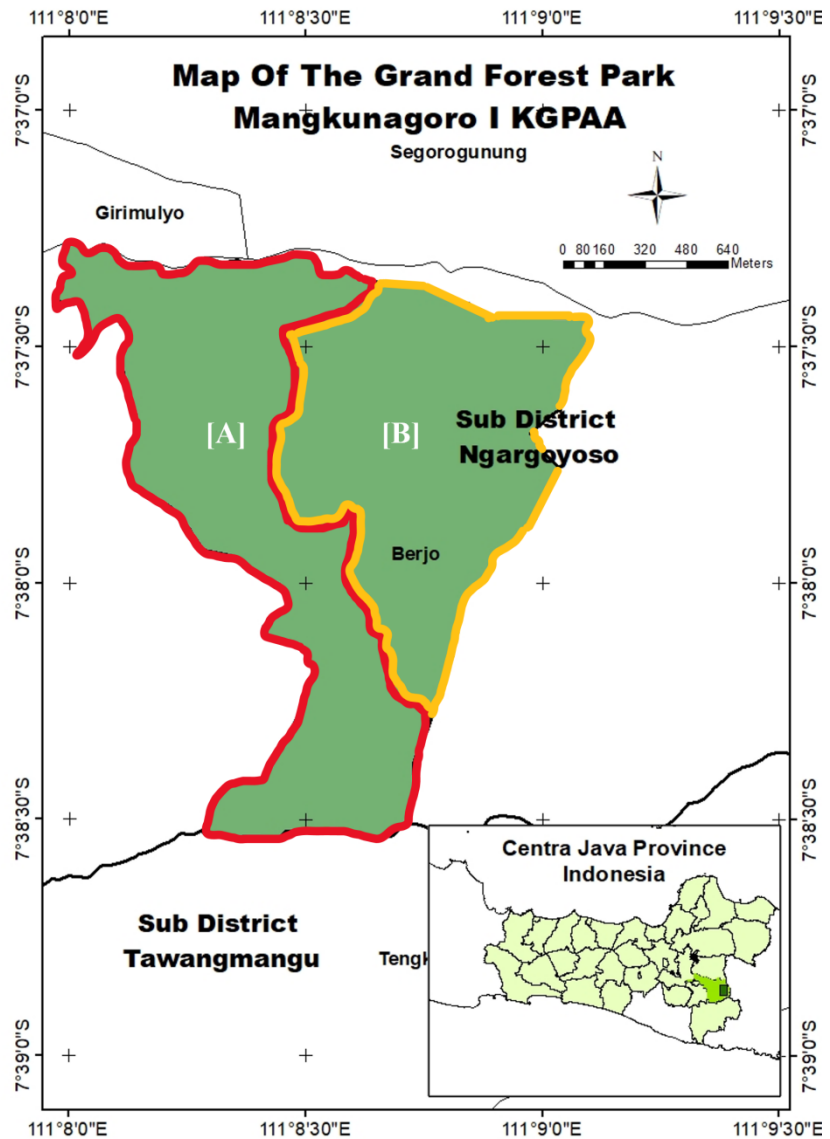 111°8'0"E 111°8'30"E 111°9'0"E 111°9'30"E
Map Of The Grand Forest Park
Mangkunagoro I KGPAA
7°37'0"S
7°37'0"S
Segorogunung
N
Girimulyo
0 80 160 320 480 640
Meters
7°37'30"S
7°37'30"S
[A]
[B]
Sub District
Ngargoyoso
Berjo
7°38'0"S
7°38'0"S
7°38'30"S
7°38'30"S
Centra Java Province
Indonesia
Sub District
Tawangmangu
Tengk
7°39'0"S
7°39'0"S
111°8'0"E 111°8'30"E 111°9'0"E 111°9'30"E